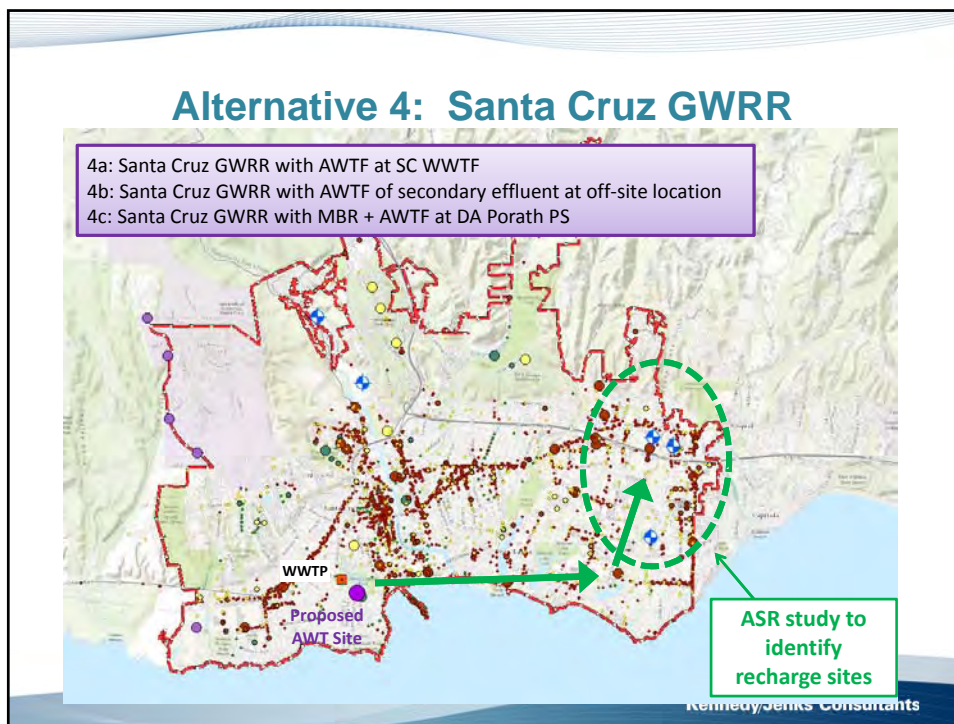 Alternative 4: Santa Cruz GWRR
4a: Santa Cruz GWRR with AWTF at SC WWTF
4b: Santa Cruz GWRR with AWTF of secondary effluent at off-site location
4c: Santa Cruz GWRR with MBR + AWTF at DA Porath PS
WWTP
Proposed
AWT Site
Capitola
ASR study to
identify
recharge sites
Kennedy/Jenks Consultants